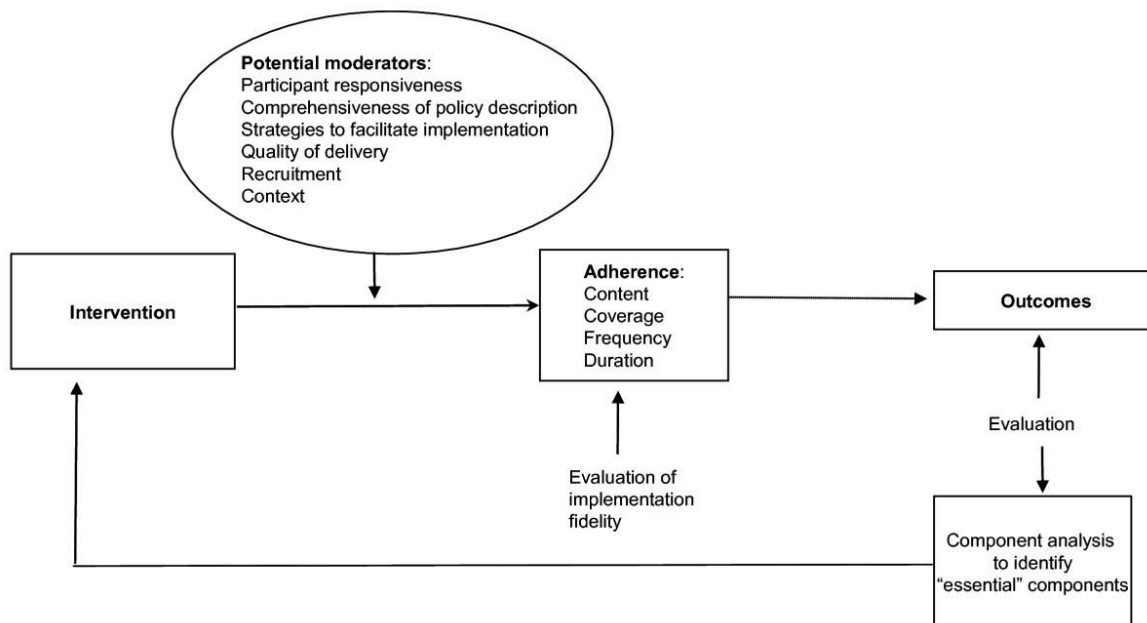 Potential moderators:
Participant responsiveness
Comprehensiveness of policy description
Strategies to facilitate implementation
Quality of delivery
Recruitment
Context
Intervention
Adherence:
Content
Coverage
Frequency
Duration
Outcomes
Evaluation
Evaluation of
implementation
fidelity
Component analysis
to identify
“essential” components